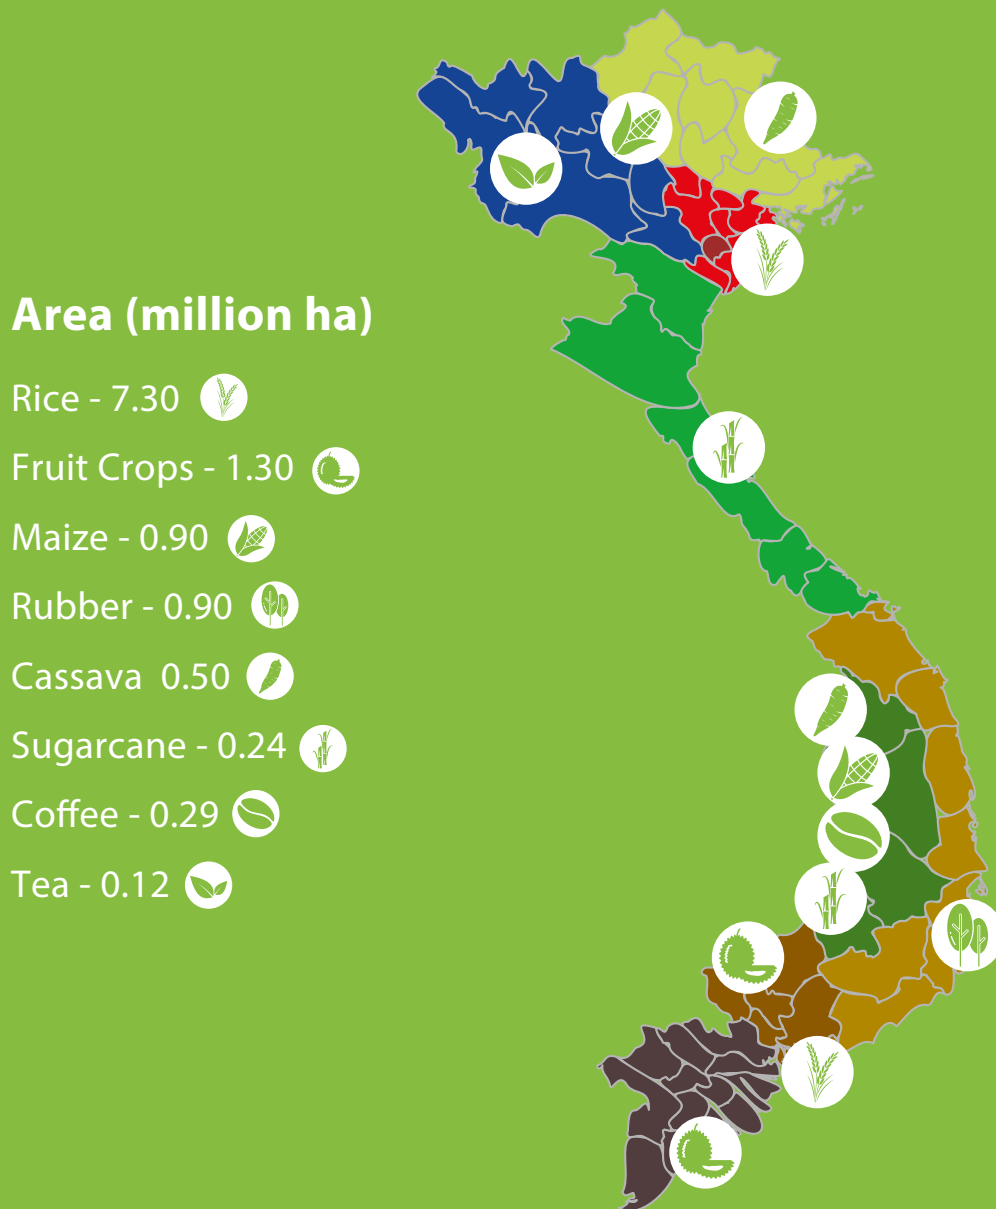 Area (million ha)
Rice - 7.30
Fruit Crops - 1.30
Maize - 0.90
Rubber - 0.90
Cassava 0.50
Sugarcane - 0.24
Coffee - 0.29
Tea - 0.12